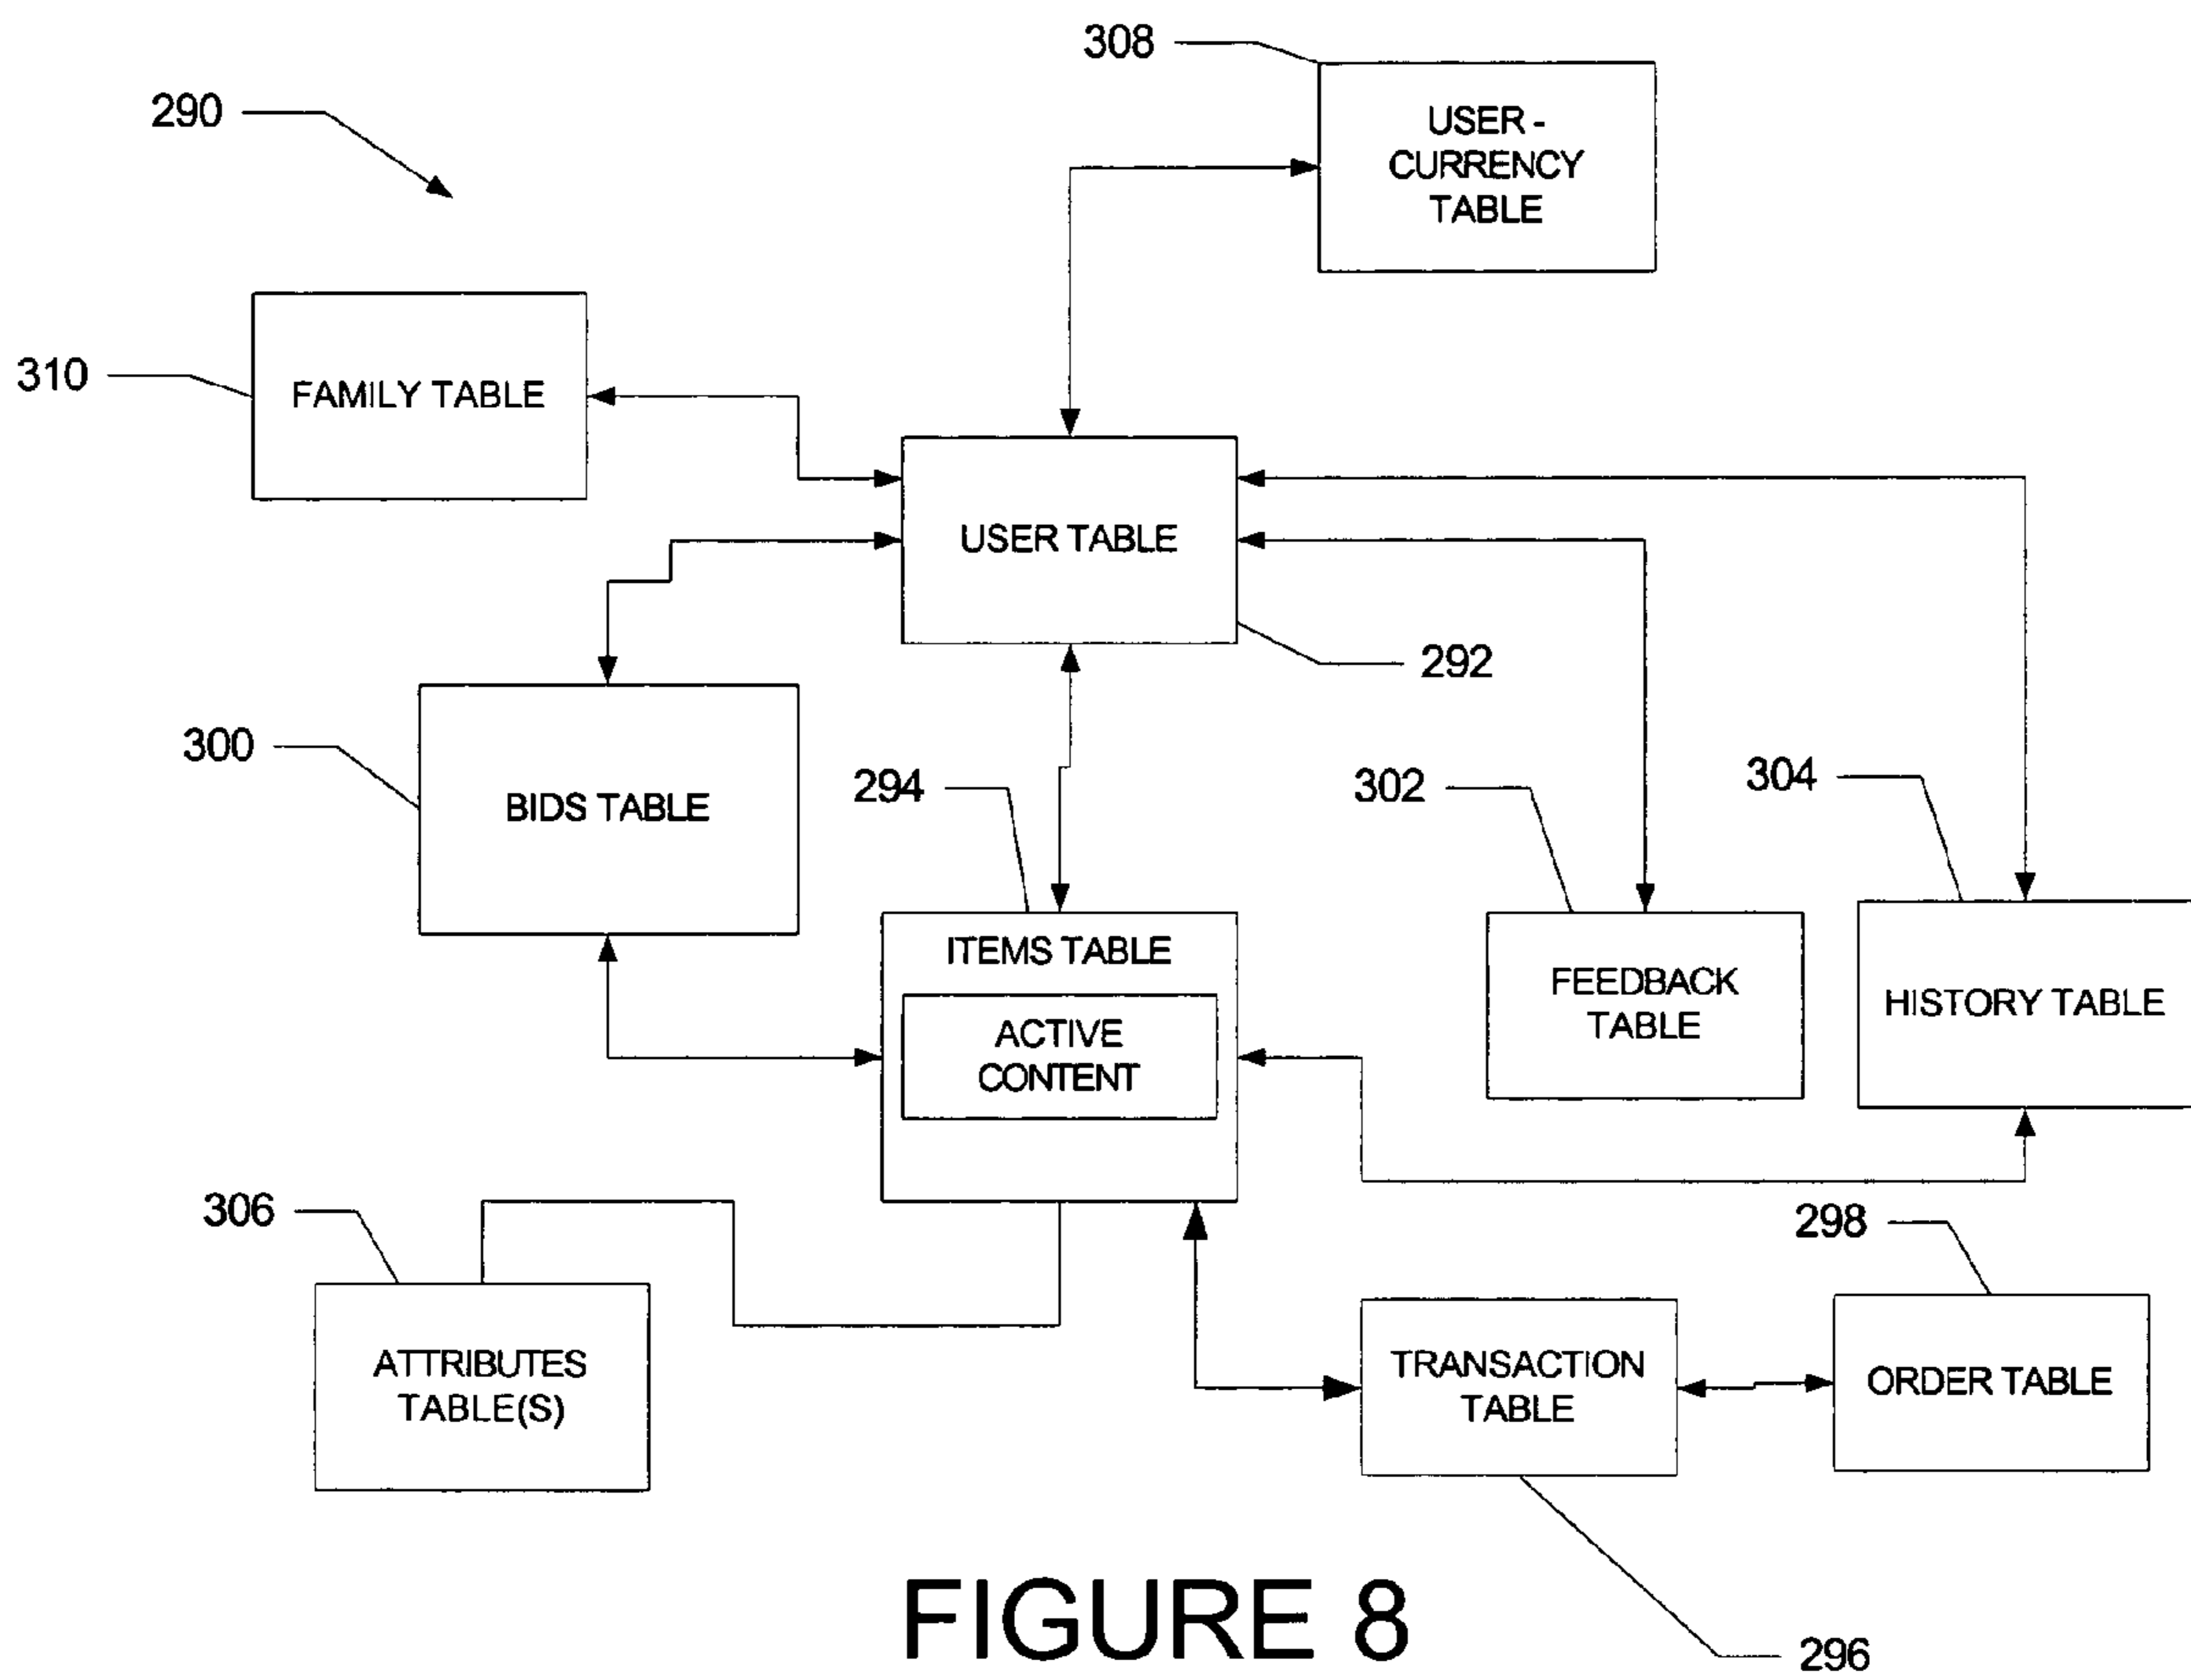 308
USER -
CURRENCY
TABLE
290
310
FAMILY TABLE
USER TABLE
292
300
BIDS TABLE
294
302
304
ITEMS TABLE
ACTIVE
CONTENT
FEEDBACK
TABLE
HISTORY TABLE
306
ATTRIBUTES
TABLE(S)
298
TRANSACTION
TABLE
ORDER TABLE
296
FIGURE 8